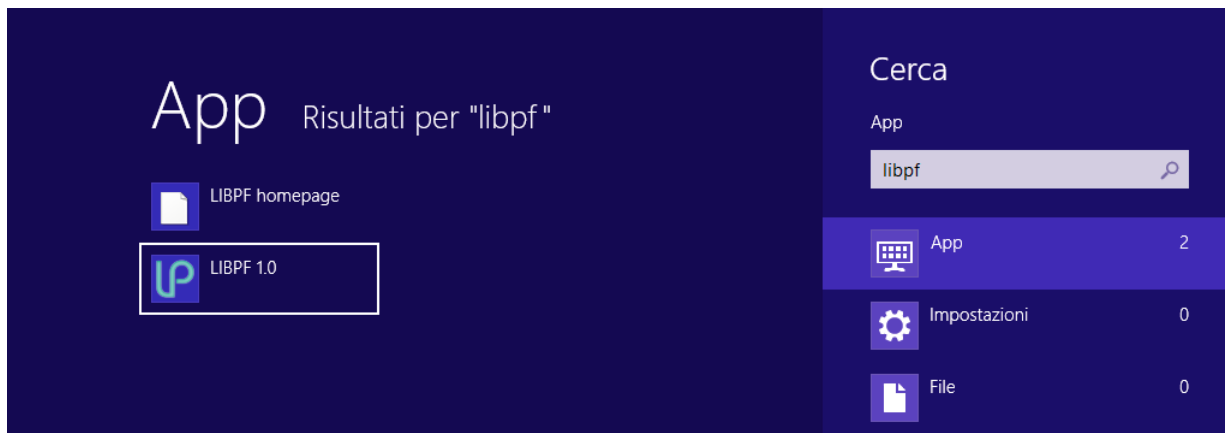 App Risultati per "libpf"
LIBPF homepage
LIBPF 1.0
Cerca
App
libpf
App 2
Impostazioni 0
File 0